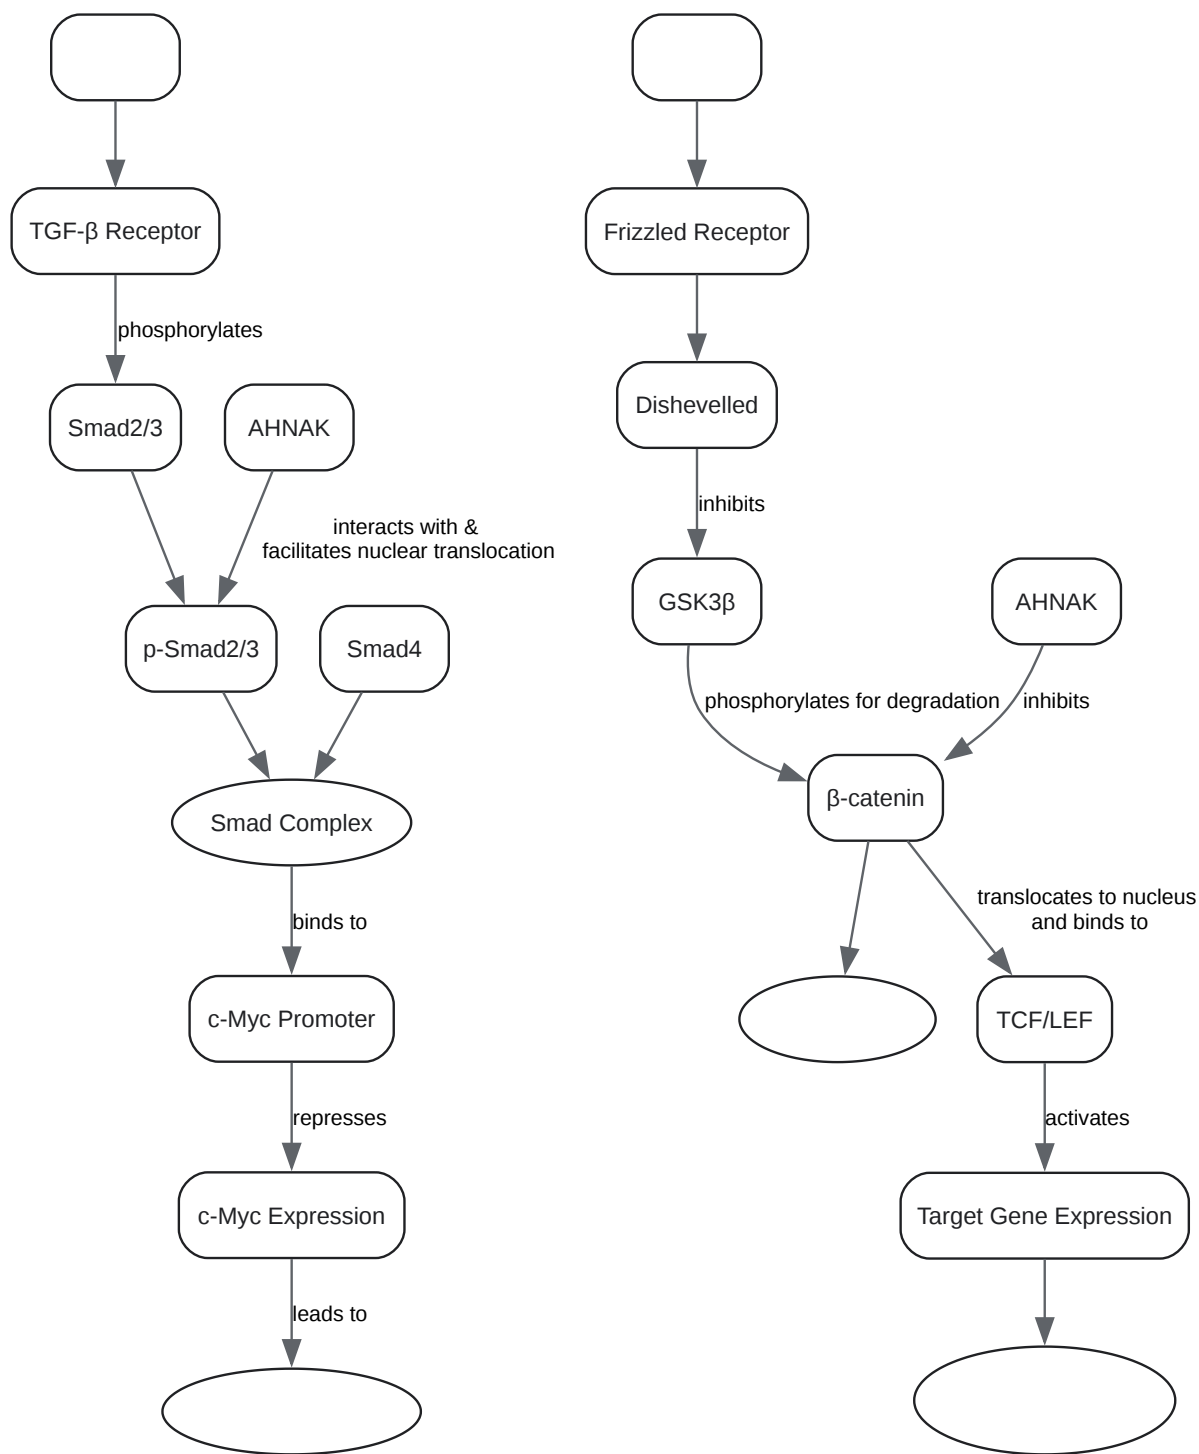 TGF-β Receptor
phosphorylates
Smad2/3
AHNAK
interacts with &
facilitates nuclear translocation
p-Smad2/3
Smad4
Smad Complex
binds to
c-Myc Promoter
represses
c-Myc Expression
leads to
Frizzled Receptor
Dishevelled
inhibits
GSK3β
AHNAK
phosphorylates for degradation
inhibits
β-catenin
translocates to nucleus
and binds to
TCF/LEF
activates
Target Gene Expression